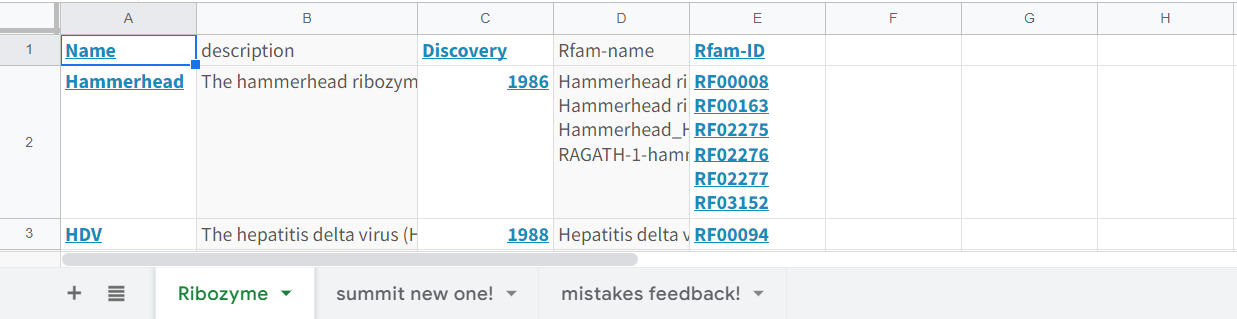 A B C D E F G H
1 Name description Discovery Rfam-name Rfam-ID
2 Hammerhead The hammerhead ribozym 1986 Hammerhead ri RF00008
Hammerhead ri RF00163
Hammerhead_H RF02275
RAGATH-1-hamm RF02276
RF02277
RF03152
3 HDV The hepatitis delta virus (H 1988 Hepatitis delta v RF00094
+ Ribozyme summit new one! mistakes feedback!